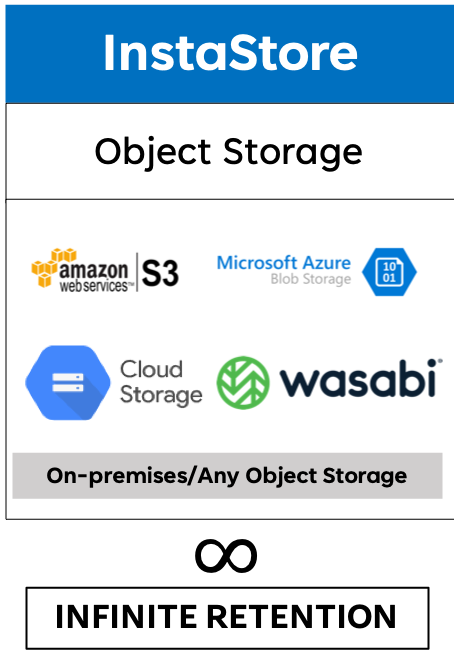 InstaStore
Object Storage
amazon
web services™
S3
Microsoft Azure
Blob Storage
10
01
Cloud
Storage
wasabi
On-premises/Any Object Storage
∞
INFINITE RETENTION